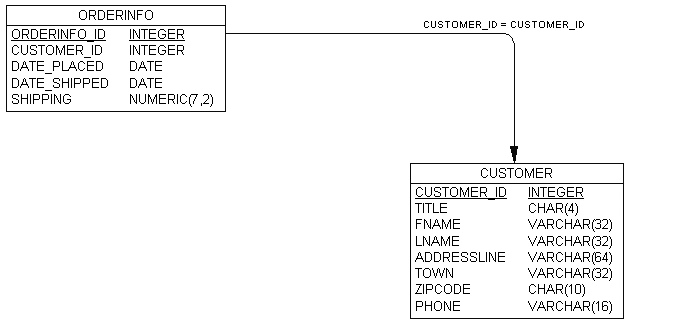 ORDERINFO
ORDERINFO_ID INTEGER
CUSTOMER_ID INTEGER
DATE_PLACED DATE
DATE_SHIPPED DATE
SHIPPING NUMERIC(7,2)
CUSTOMER_ID = CUSTOMER_ID
CUSTOMER
CUSTOMER_ID INTEGER
TITLE CHAR(4)
FNAME VARCHAR(32)
LNAME VARCHAR(32)
ADDRESSLINE VARCHAR(64)
TOWN VARCHAR(32)
ZIPCODE CHAR(10)
PHONE VARCHAR(16)